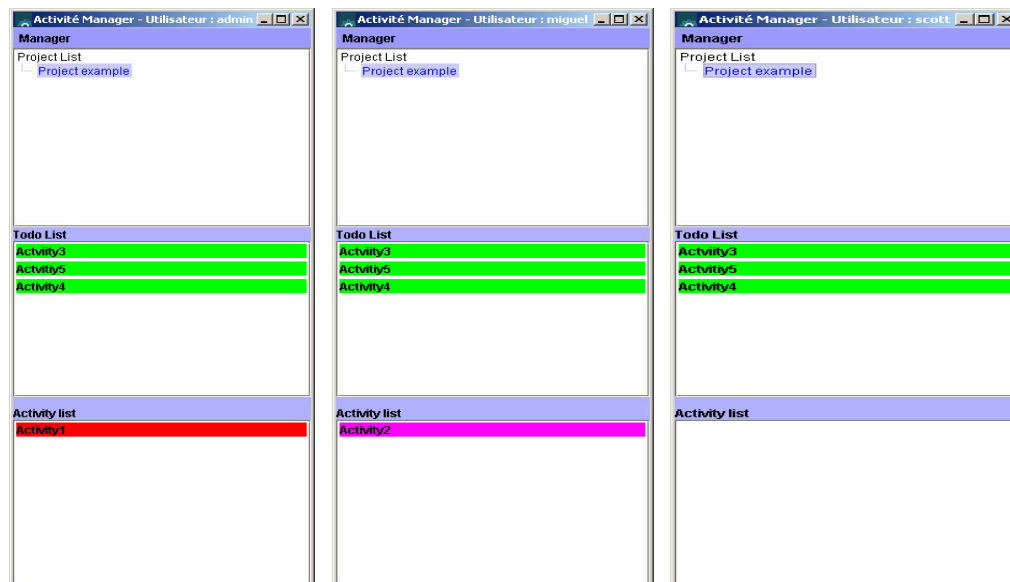 Activité Manager - Utilisateur : admin
Manager
Project List
Project example
Todo List
Actviity3
Actvitiy5
Activity4
Activity list
Activity1
Activité Manager - Utilisateur : miguel
Manager
Project List
Project example
Todo List
Actviity3
Actvitiy5
Activity4
Activity list
Activity2
Activité Manager - Utilisateur : scott
Manager
Project List
Project example
Todo List
Actviity3
Actvitiy5
Activity4
Activity list